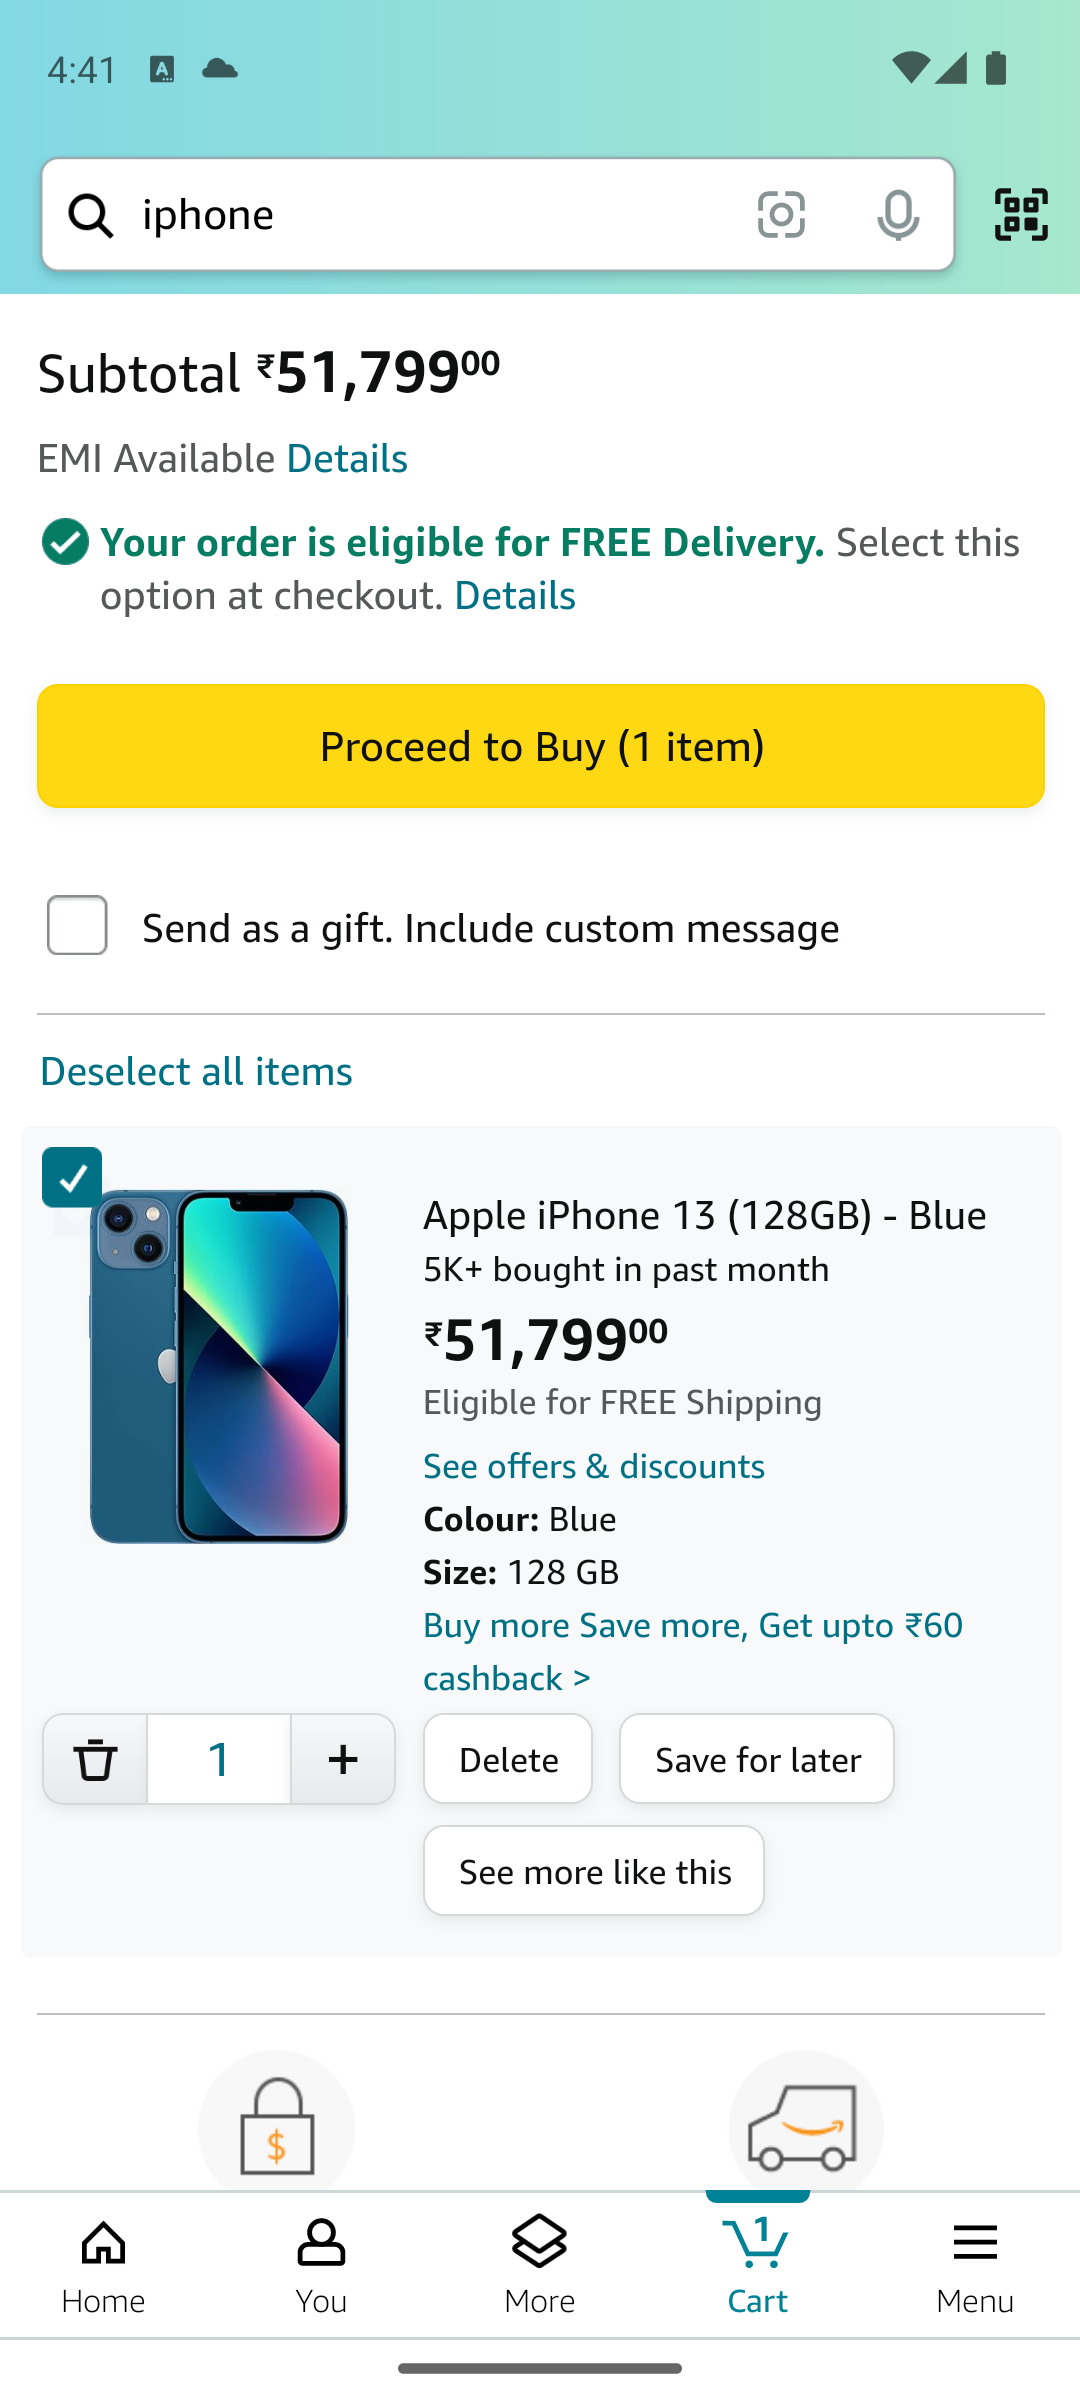 4:41
iphone
Subtotal ₹51,799.00
EMI Available Details
Your order is eligible for FREE Delivery. Select this
option at checkout. Details
Proceed to Buy (1 item)
Send as a gift. Include custom message
Deselect all items
Apple iPhone 13 (128GB) - Blue
5K+ bought in past month
₹51,79900
Eligible for FREE Shipping
See offers & discounts
Colour: Blue
Size: 128 GB
Buy more Save more, Get upto ₹60
cashback >
1 + Delete Save for later
See more like this
$
1
Home You More Cart Menu